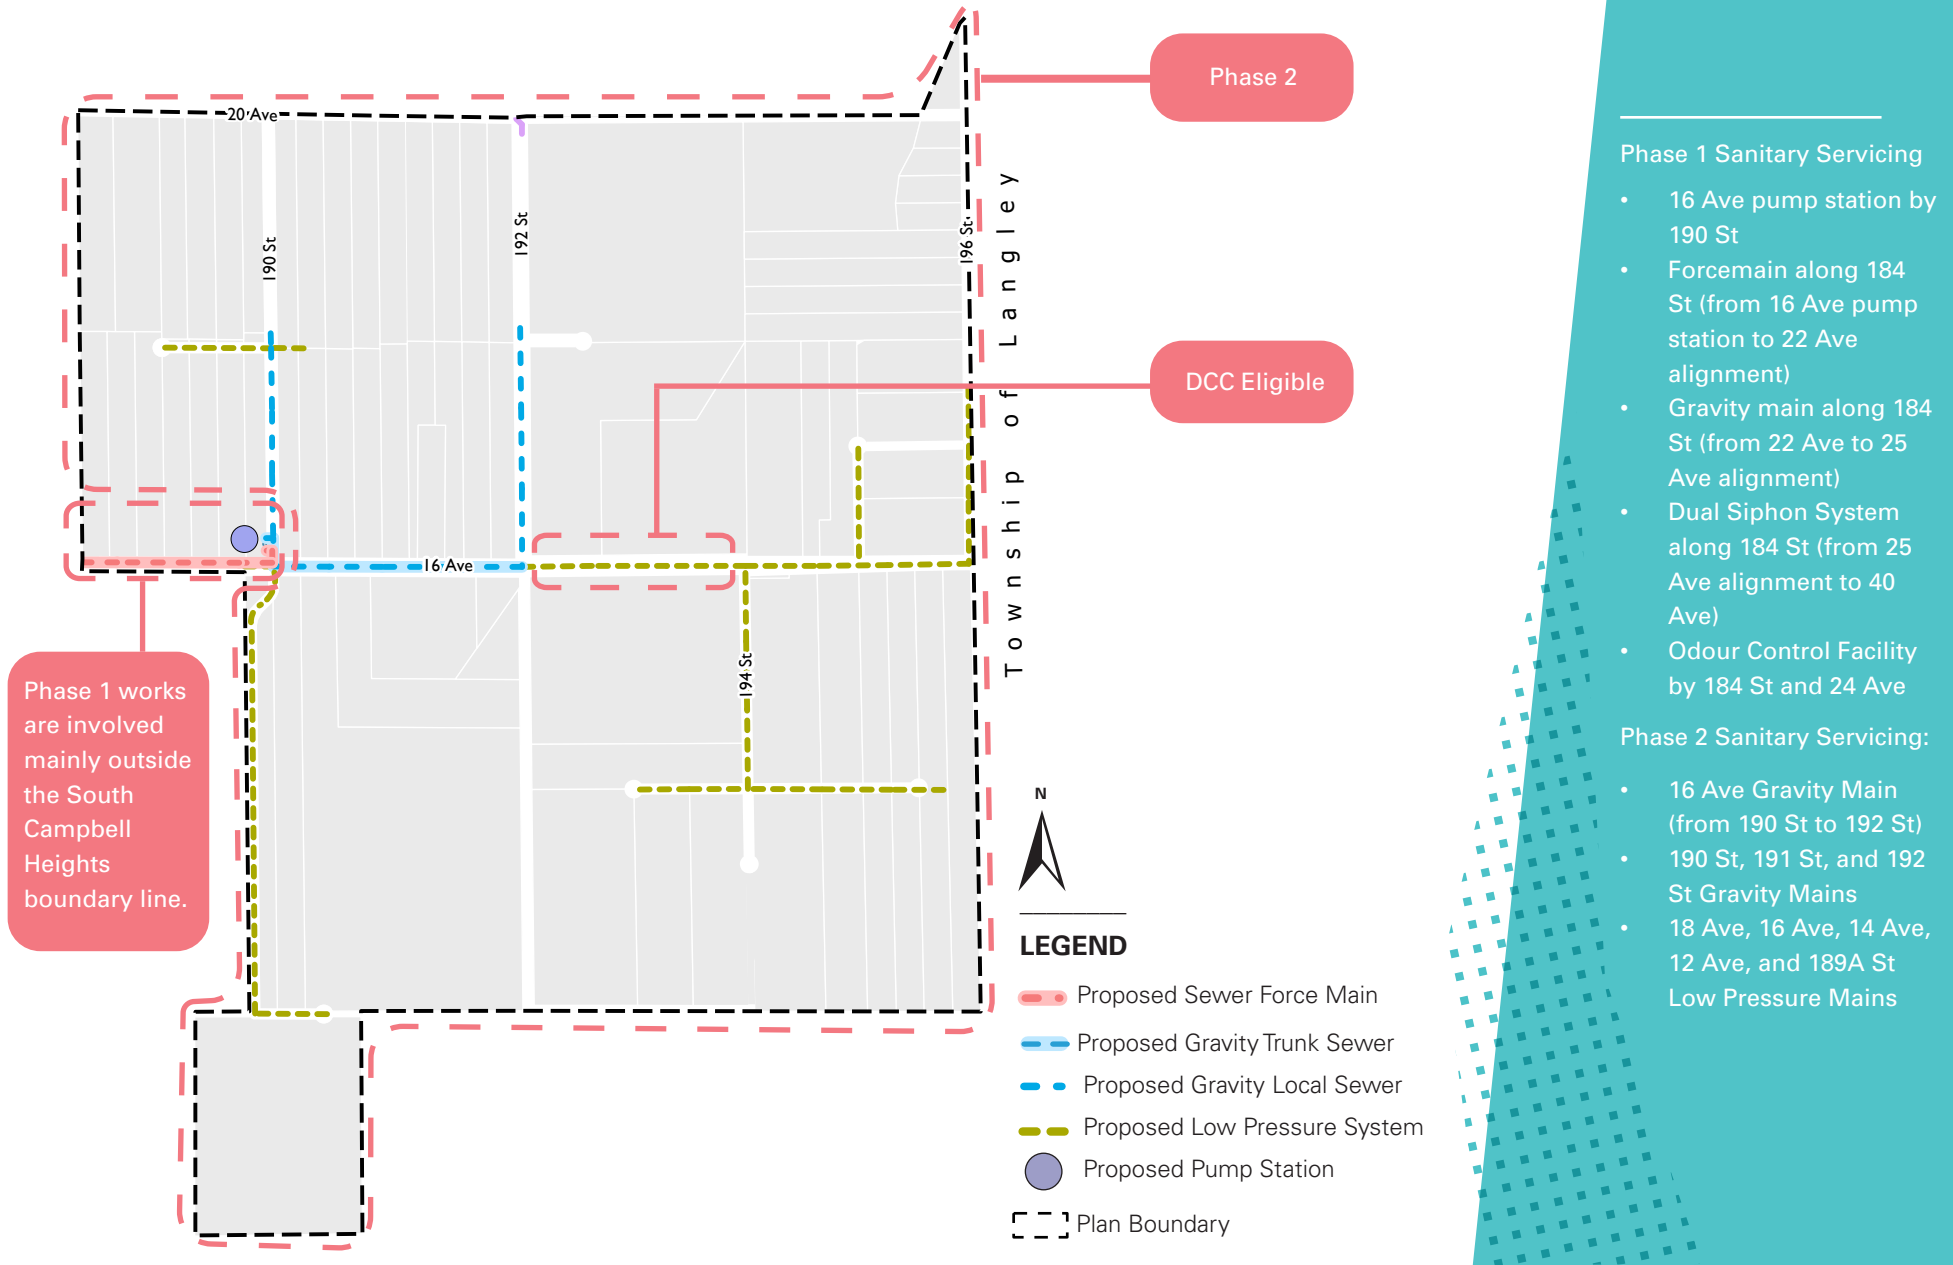 Phase 2
20 Ave
190 St
192 St
196 St
Township of Langley
DCC Eligible
16 Ave
194 St
Phase 1 works
are involved
mainly outside
the South
Campbell
Heights
boundary line.
N
LEGEND
Proposed Sewer Force Main
Proposed Gravity Trunk Sewer
Proposed Gravity Local Sewer
Proposed Low Pressure System
Proposed Pump Station
Plan Boundary
Phase 1 Sanitary Servicing
• 16 Ave pump station by
190 St
• Forcemain along 184
St (from 16 Ave pump
station to 22 Ave
alignment)
• Gravity main along 184
St (from 22 Ave to 25
Ave alignment)
• Dual Siphon System
along 184 St (from 25
Ave alignment to 40
Ave)
• Odour Control Facility
by 184 St and 24 Ave
Phase 2 Sanitary Servicing:
• 16 Ave Gravity Main
(from 190 St to 192 St)
• 190 St, 191 St, and 192
St Gravity Mains
• 18 Ave, 16 Ave, 14 Ave,
12 Ave, and 189A St
Low Pressure Mains